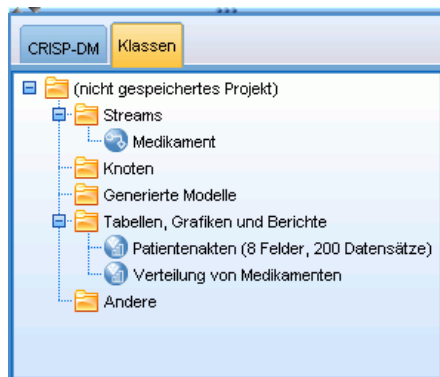 CRISP-DM Klassen
(nicht gespeichertes Projekt)
Streams
Medikament
Knoten
Generierte Modelle
Tabellen, Grafiken und Berichte
Patientenakten (8 Felder, 200 Datensätze)
Verteilung von Medikamenten
Andere